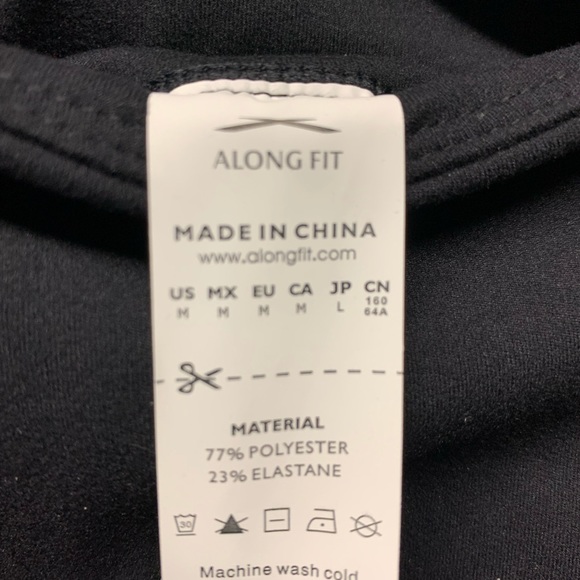 ALONG FIT
MADE IN CHINA
www.alongfit.com
US MX EU CA JP CN
M M M M L 160 64A
MATERIAL
77% POLYESTER
23% ELASTANE
30
Machine wash cold